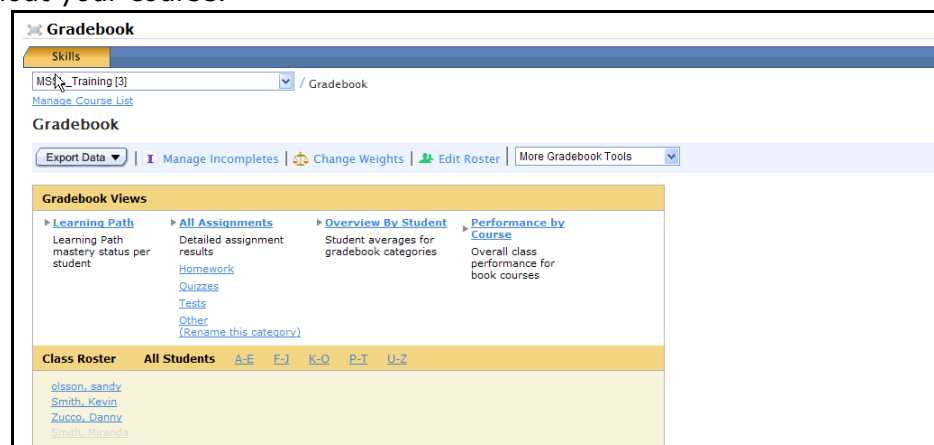 Gradebook
Skills
_Training [3]
/ Gradebook
Manage Course List
Gradebook
Export Data ▼ | I Manage Incompletes | Change Weights | Edit Roster | More Gradebook Tools
Gradebook Views
Learning Path
Learning Path
mastery status per
student
All Assignments
Detailed assignment
results
Homework
Quizzes
Tests
Other
(Rename this category)
Overview By Student
Student averages for
gradebook categories
Performance by
Course
Overall class
performance for
book courses
Class Roster All Students A-E F-J K-O P-T U-Z
olsson, sandy
Smith, Kevin
Zucco, Danny
Smith, Miranda